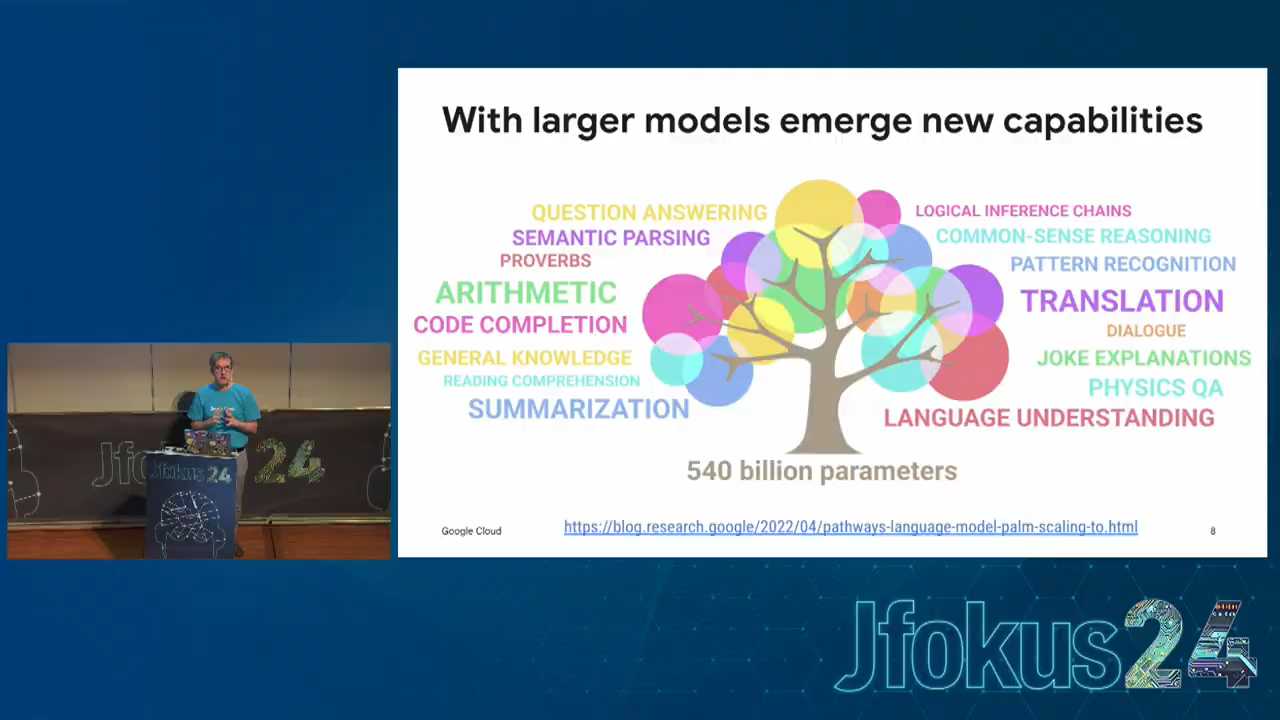 With larger models emerge new capabilities
QUESTION ANSWERING
SEMANTIC PARSING
PROVERBS
ARITHMETIC
CODE COMPLETION
GENERAL KNOWLEDGE
READING COMPREHENSION
SUMMARIZATION
LOGICAL INFERENCE CHAINS
COMMON-SENSE REASONING
PATTERN RECOGNITION
TRANSLATION
DIALOGUE
JOKE EXPLANATIONS
PHYSICS QA
LANGUAGE UNDERSTANDING
540 billion parameters
Google Cloud
https://blog.research.google/2022/04/pathways-language-model-palm-scaling-to.html
8
Jfokus 24
Jfokus 24